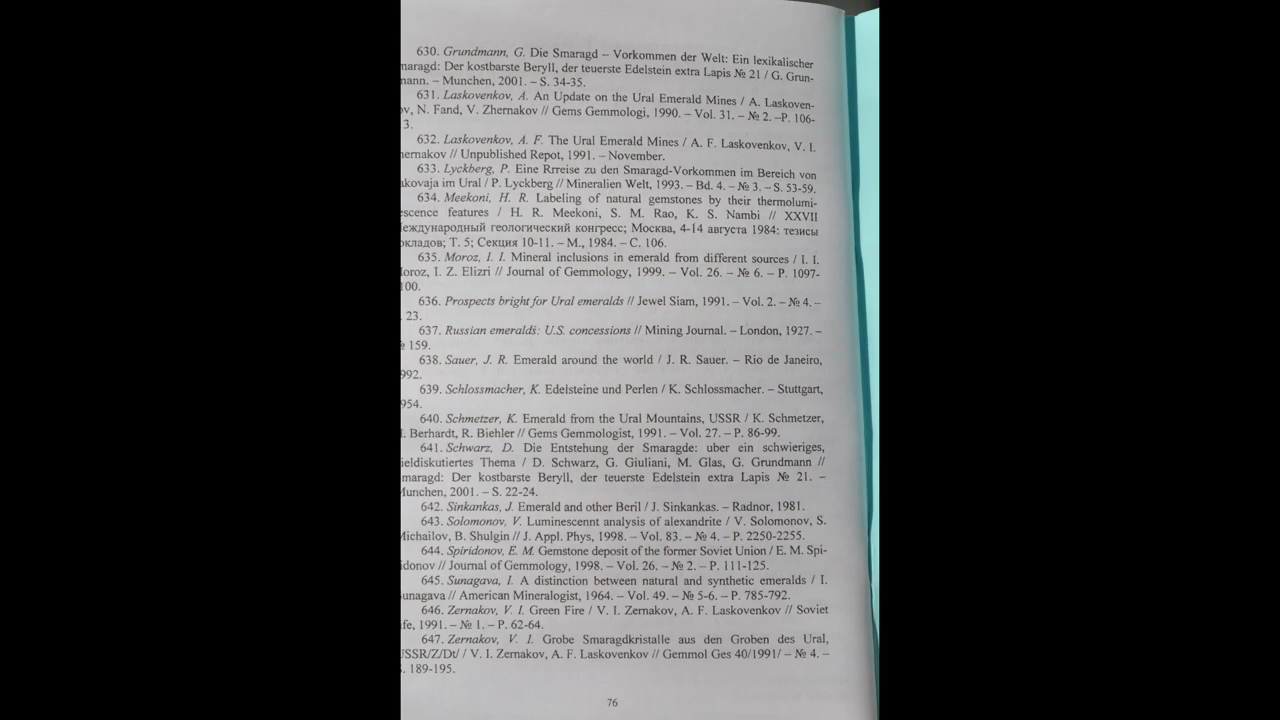 630. Grundmann, G. Die Smaragd – Vorkommen der Welt: Ein lexikalischer
maragd: Der kostbarste Beryll, der teuerste Edelstein extra Lapis № 21 / G. Grun-
mann. – Munchen, 2001. – S. 34-35.
631. Laskovenkov, A. An Update on the Ural Emerald Mines / A. Laskoven-
ov, N. Fand, V. Zhernakov // Gems Gemmologi, 1990. – Vol. 31. – № 2. –P. 106-
3.
632. Laskovenkov, A. F. The Ural Emerald Mines / A. F. Laskovenkov, V. I.
hernakov // Unpublished Repot, 1991. – November.
633. Lyckberg, P. Eine Rrreise zu den Smaragd-Vorkommen im Bereich von
akovaja im Ural / P. Lyckberg // Mineralien Welt, 1993. – Bd. 4. – № 3. – S. 53-59.
634. Meekoni, H. R. Labeling of natural gemstones by their thermolumi-
escence features / H. R. Meekoni, S. M. Rao, K. S. Nambi // XXVII
еждународный геологический конгресс; Москва, 4-14 августа 1984: тезисы
окладов; Т. 5; Секция 10-11. – М., 1984. – С. 106.
635. Moroz, I. I. Mineral inclusions in emerald from different sources / I. I.
oroz, I. Z. Elizri // Journal of Gemmology, 1999. – Vol. 26. – № 6. – P. 1097-
100.
636. Prospects bright for Ural emeralds // Jewel Siam, 1991. – Vol. 2. – № 4. –
. 23.
637. Russian emeralds: U.S. concessions // Mining Journal. – London, 1927. –
№ 159.
638. Sauer, J. R. Emerald around the world / J. R. Sauer. – Rio de Janeiro,
992.
639. Schlossmacher, K. Edelsteine und Perlen / K. Schlossmacher. – Stuttgart,
954.
640. Schmetzer, K. Emerald from the Ural Mountains, USSR / K. Schmetzer,
. Berhardt, R. Biehler // Gems Gemmologist, 1991. – Vol. 27. – P. 86-99.
641. Schwarz, D. Die Entstehung der Smaragde: uber ein schwieriges,
ieldiskutiertes Thema / D. Schwarz, G. Giuliani, M. Glas, G. Grundmann //
maragd: Der kostbarste Beryll, der teuerste Edelstein extra Lapis № 21. –
Munchen, 2001. – S. 22-24.
642. Sinkankas, J. Emerald and other Beril / J. Sinkankas. – Radnor, 1981.
643. Solomonov, V. Luminescennt analysis of alexandrite / V. Solomonov, S.
Michailov, B. Shulgin // J. Appl. Phys, 1998. – Vol. 83. – № 4. – P. 2250-2255.
644. Spiridonov, E. M. Gemstone deposit of the former Soviet Union / E. M. Spi-
idonov // Journal of Gemmology, 1998. – Vol. 26. – № 2. – P. 111-125.
645. Sunagava, I. A distinction between natural and synthetic emeralds / I.
unagava // American Mineralogist, 1964. – Vol. 49. – № 5-6. – P. 785-792.
646. Zernakov, V. I. Green Fire / V. I. Zernakov, A. F. Laskovenkov // Soviet
ife, 1991. – № 1. – P. 62-64.
647. Zernakov, V. I. Grobe Smaragdkristalle aus den Groben des Ural,
USSR/Z/Dt/ / V. I. Zernakov, A. F. Laskovenkov // Gemmol Ges 40/1991/ – № 4. –
. 189-195.
76